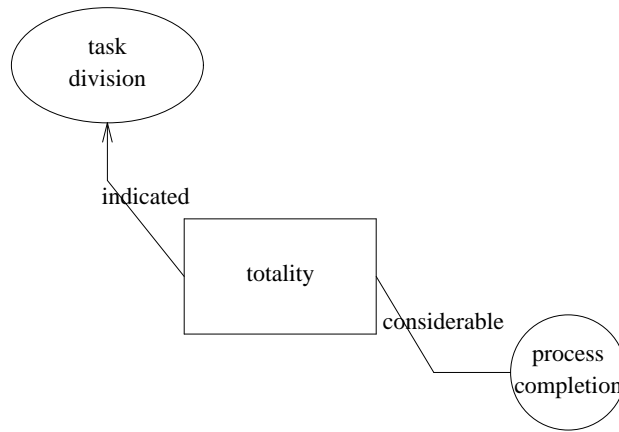 task
division
indicated
totality
considerable
process
completion